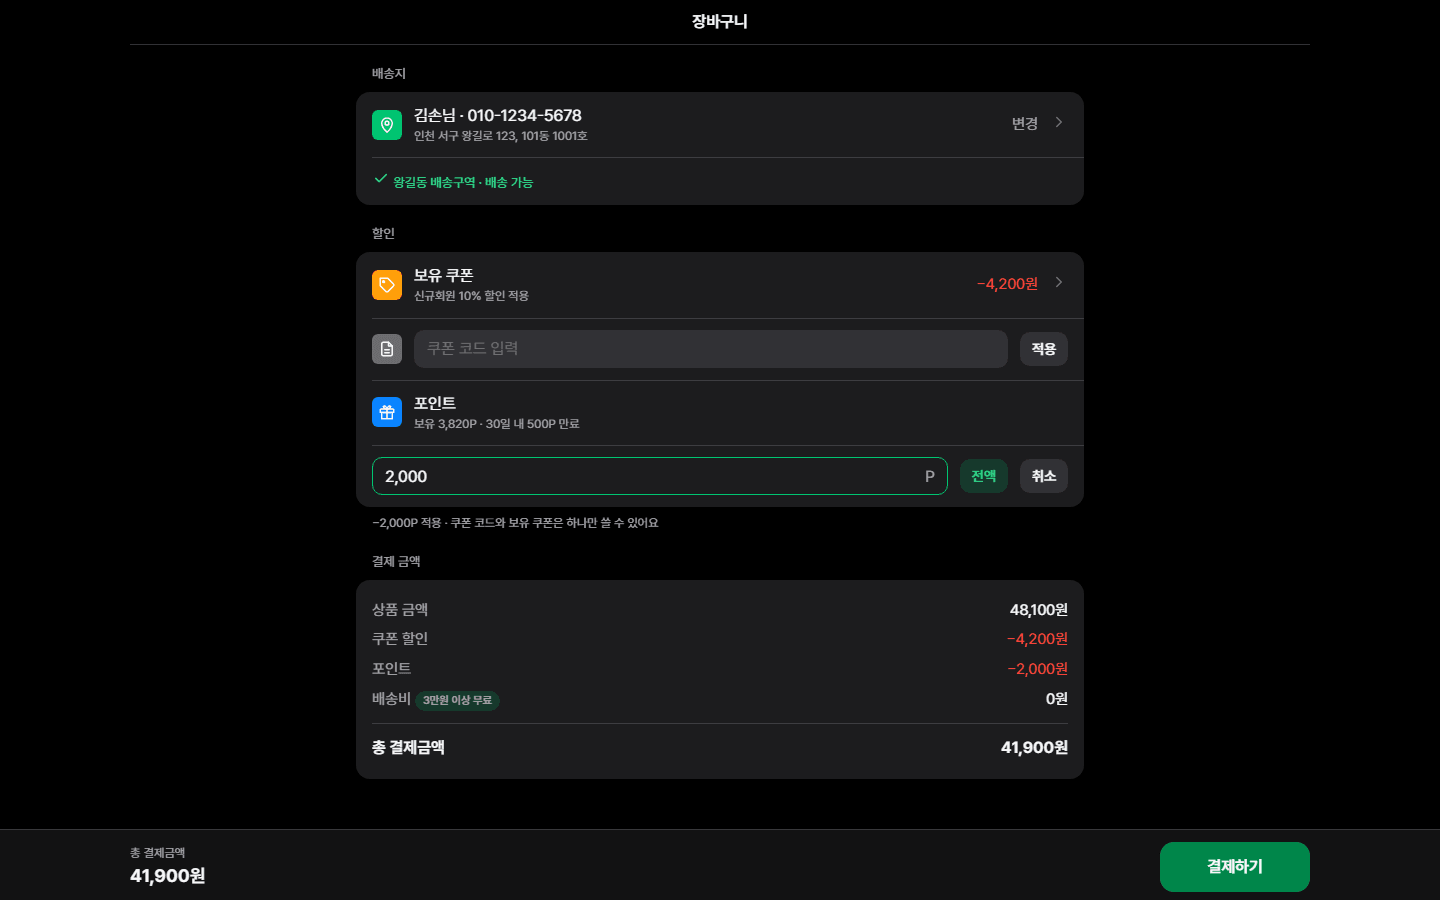 장바구니
배송지
김손님 · 010-1234-5678
인천 서구 왕길로 123, 101동 1001호
변경
왕길동 배송구역 · 배송 가능
할인
보유 쿠폰
신규회원 10% 할인 적용
−4,200원
쿠폰 코드 입력
적용
포인트
보유 3,820P · 30일 내 500P 만료
2,000 P
전액
취소
−2,000P 적용 · 쿠폰 코드와 보유 쿠폰은 하나만 쓸 수 있어요
결제 금액
상품 금액 48,100원
쿠폰 할인 −4,200원
포인트 −2,000원
배송비 3만원 이상 무료 0원
총 결제금액 41,900원
총 결제금액
41,900원
결제하기